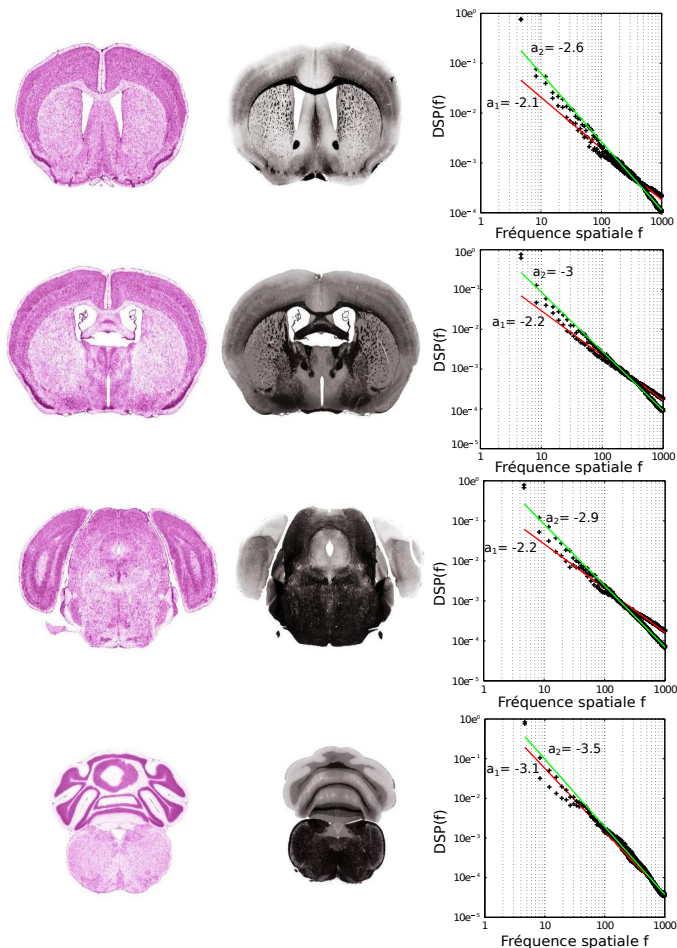 10e⁰
10e⁻¹
10e⁻²
10e⁻³
10e⁻⁴
DSP(f)
a₂= -2.6
a₁= -2.1
1 10 100 1000
Fréquence spatiale f
10e⁰
10e⁻¹
10e⁻²
10e⁻³
10e⁻⁴
10e⁻⁵
DSP(f)
a₂= -3
a₁= -2.2
1 10 100 1000
Fréquence spatiale f
10e⁰
10e⁻¹
10e⁻²
10e⁻³
10e⁻⁴
10e⁻⁵
DSP(f)
a₂= -2.9
a₁= -2.2
1 10 100 1000
Fréquence spatiale f
10e⁰
10e⁻¹
10e⁻²
10e⁻³
10e⁻⁴
10e⁻⁵
DSP(f)
a₂= -3.5
a₁= -3.1
1 10 100 1000
Fréquence spatiale f